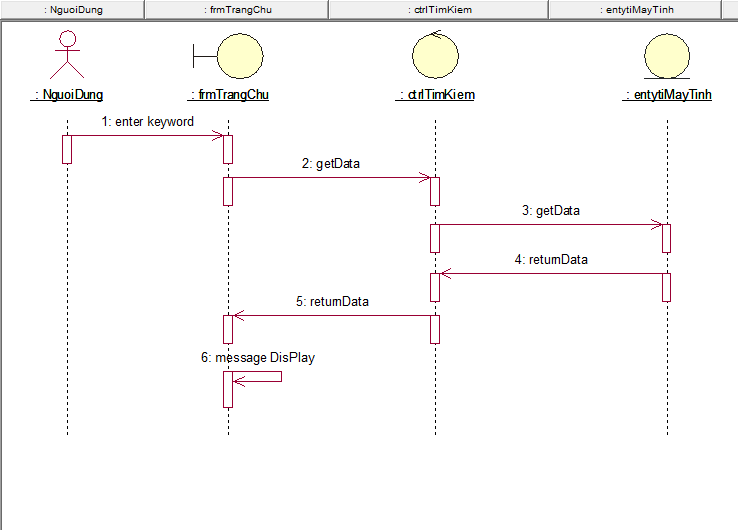 : NguoiDung
: frmTrangChu
: ctrlTimKiem
: entytiMayTinh
: NguoiDung
: frmTrangChu
: ctrlTimKiem
: entytiMayTinh
1: enter keyword
2: getData
3: getData
4: returnData
5: returnData
6: message DisPlay